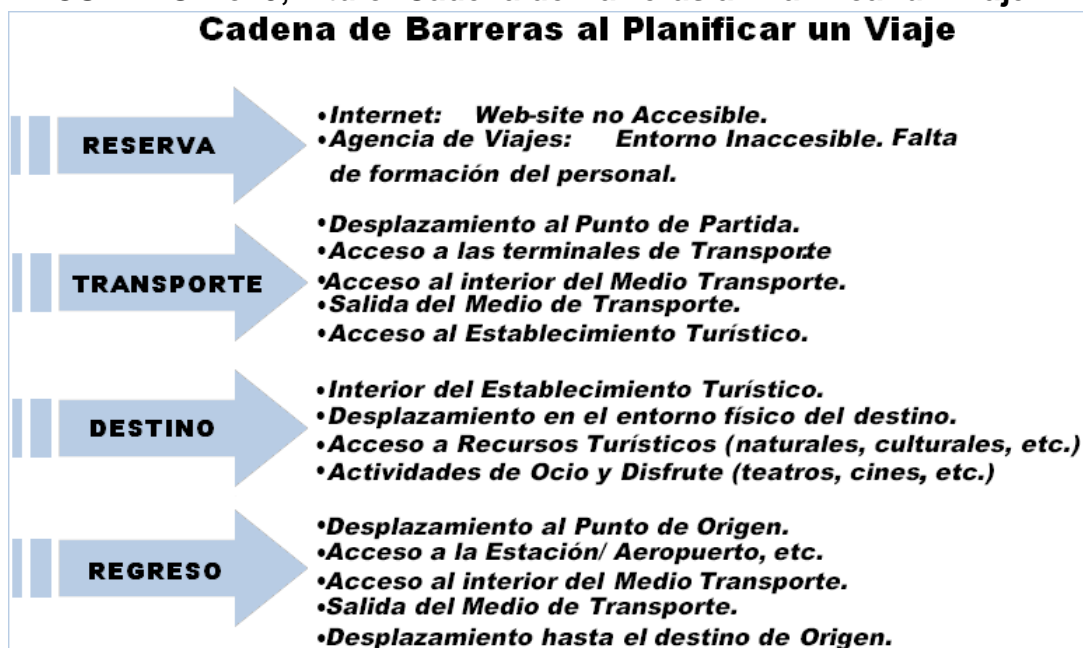 Cadena de Barreras al Planificar un Viaje
RESERVA
•Internet: Web-site no Accesible.
•Agencia de Viajes: Entorno Inaccesible. Falta
de formación del personal.
TRANSPORTE
•Desplazamiento al Punto de Partida.
•Acceso a las terminales de Transporte
•Acceso al interior del Medio Transporte.
•Salida del Medio de Transporte.
•Acceso al Establecimiento Turístico.
DESTINO
•Interior del Establecimiento Turístico.
•Desplazamiento en el entorno físico del destino.
•Acceso a Recursos Turísticos (naturales, culturales, etc.)
•Actividades de Ocio y Disfrute (teatros, cines, etc.)
REGRESO
•Desplazamiento al Punto de Origen.
•Acceso a la Estación/ Aeropuerto, etc.
•Acceso al interior del Medio Transporte.
•Salida del Medio de Transporte.
•Desplazamiento hasta el destino de Origen.